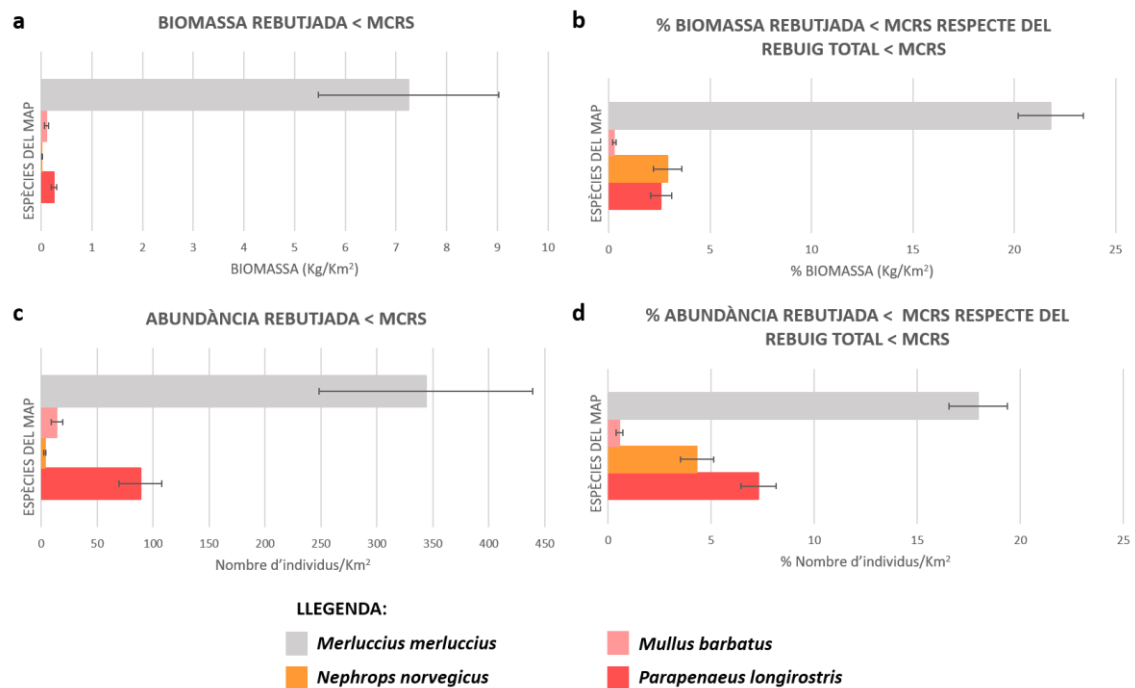 a
BIOMASSA REBUTJADA < MCRS
ESPÈCIES DEL MAP
0 1 2 3 4 5 6 7 8 9 10
BIOMASSA (Kg/Km²)
b
% BIOMASSA REBUTJADA < MCRS RESPECTE DEL
REBUIG TOTAL < MCRS
ESPÈCIES DEL MAP
0 5 10 15 20 25
% BIOMASSA (Kg/Km²)
c
ABUNDÀNCIA REBUTJADA < MCRS
ESPÈCIES DEL MAP
0 50 100 150 200 250 300 350 400 450
Nombre d'individus/Km²
d
% ABUNDÀNCIA REBUTJADA < MCRS RESPECTE DEL
REBUIG TOTAL < MCRS
ESPÈCIES DEL MAP
0 5 10 15 20 25
% Nombre d'individus/Km²
LLEGENDA:
Merluccius merluccius
Mullus barbatus
Nephrops norvegicus
Parapenaeus longirostris